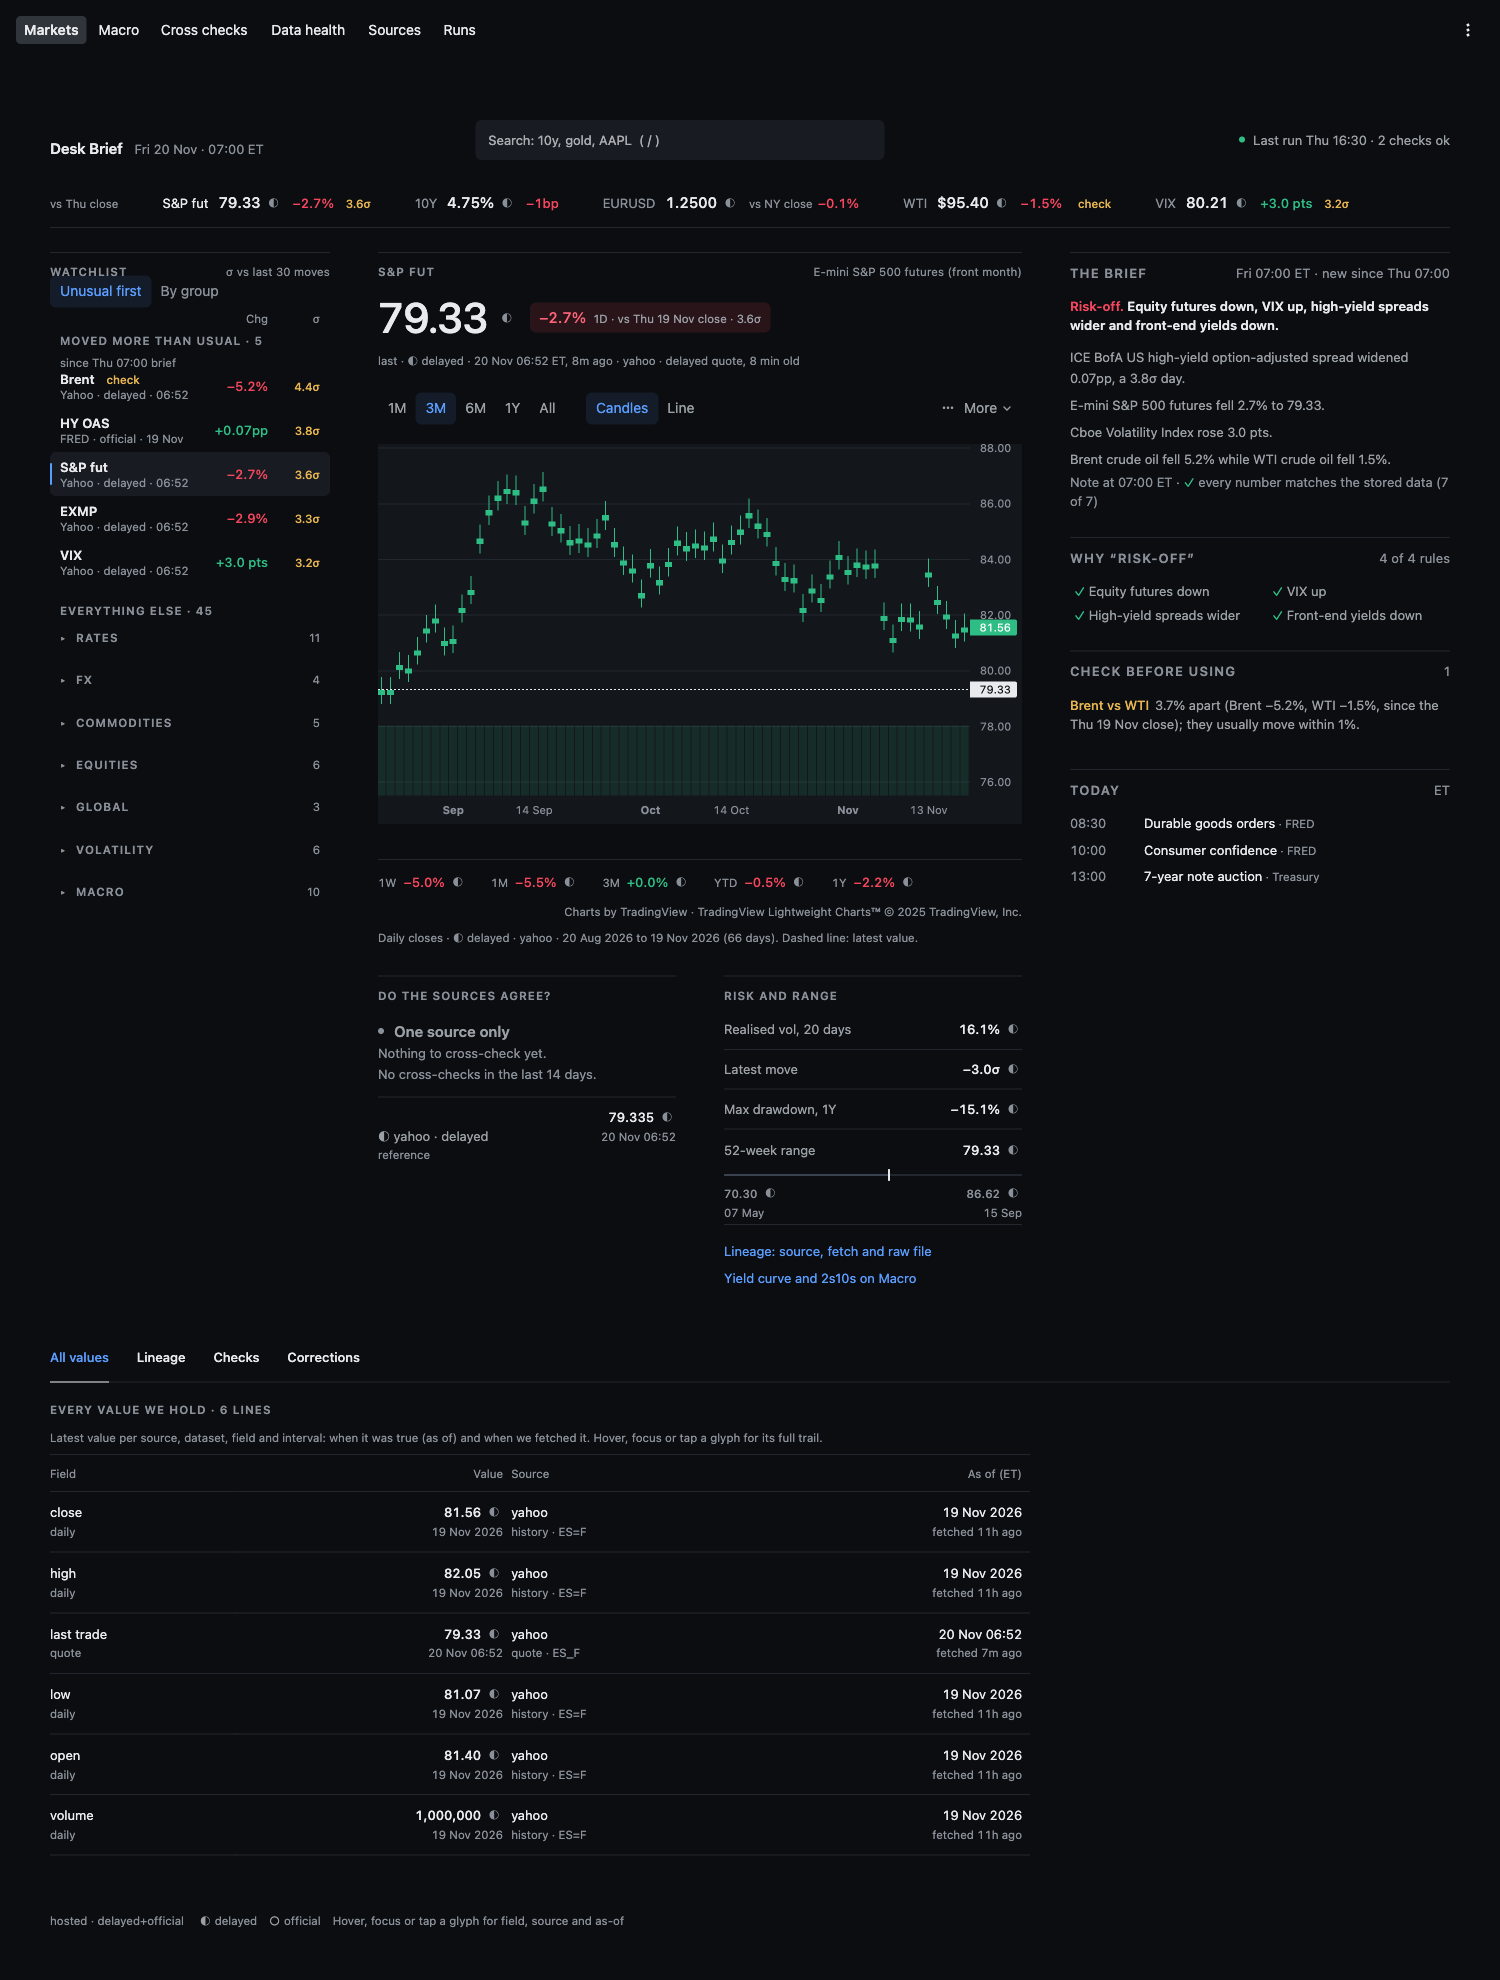 Markets Macro Cross checks Data health Sources Runs
Desk Brief Fri 20 Nov · 07:00 ET
Search: 10y, gold, AAPL ( / )
Last run Thu 16:30 · 2 checks ok
vs Thu close S&P fut 79.33 −2.7% 3.6σ 10Y 4.75% −1bp EURUSD 1.2500 vs NY close −0.1% WTI $95.40 −1.5% check VIX 80.21 +3.0 pts 3.2σ
WATCHLIST σ vs last 30 moves
Unusual first By group
Chg σ
MOVED MORE THAN USUAL · 5
since Thu 07:00 brief
Brent check −5.2% 4.4σ
Yahoo · delayed · 06:52
HY OAS +0.07pp 3.8σ
FRED · official · 19 Nov
S&P fut −2.7% 3.6σ
Yahoo · delayed · 06:52
EXMP −2.9% 3.3σ
Yahoo · delayed · 06:52
VIX +3.0 pts 3.2σ
Yahoo · delayed · 06:52
EVERYTHING ELSE · 45
RATES 11
FX 4
COMMODITIES 5
EQUITIES 6
GLOBAL 3
VOLATILITY 6
MACRO 10
S&P FUT E-mini S&P 500 futures (front month)
79.33 −2.7% 1D · vs Thu 19 Nov close · 3.6σ
last · ◐ delayed · 20 Nov 06:52 ET, 8m ago · yahoo · delayed quote, 8 min old
1M 3M 6M 1Y All Candles Line ··· More
88.00
86.00
84.00
82.00
81.56
80.00
79.33
78.00
76.00
Sep 14 Sep Oct 14 Oct Nov 13 Nov
1W −5.0% 1M −5.5% 3M +0.0% YTD −0.5% 1Y −2.2%
Charts by TradingView · TradingView Lightweight Charts™ © 2025 TradingView, Inc.
Daily closes · ◐ delayed · yahoo · 20 Aug 2026 to 19 Nov 2026 (66 days). Dashed line: latest value.
DO THE SOURCES AGREE?
One source only
Nothing to cross-check yet.
No cross-checks in the last 14 days.
79.335
◐ yahoo · delayed 20 Nov 06:52
reference
RISK AND RANGE
Realised vol, 20 days 16.1%
Latest move −3.0σ
Max drawdown, 1Y −15.1%
52-week range 79.33
70.30 86.62
07 May 15 Sep
Lineage: source, fetch and raw file
Yield curve and 2s10s on Macro
THE BRIEF Fri 07:00 ET · new since Thu 07:00
Risk-off. Equity futures down, VIX up, high-yield spreads
wider and front-end yields down.
ICE BofA US high-yield option-adjusted spread widened
0.07pp, a 3.8σ day.
E-mini S&P 500 futures fell 2.7% to 79.33.
Cboe Volatility Index rose 3.0 pts.
Brent crude oil fell 5.2% while WTI crude oil fell 1.5%.
Note at 07:00 ET · ✓ every number matches the stored data (7
of 7)
WHY “RISK-OFF” 4 of 4 rules
✓ Equity futures down ✓ VIX up
✓ High-yield spreads wider ✓ Front-end yields down
CHECK BEFORE USING 1
Brent vs WTI 3.7% apart (Brent −5.2%, WTI −1.5%, since the
Thu 19 Nov close); they usually move within 1%.
TODAY ET
08:30 Durable goods orders · FRED
10:00 Consumer confidence · FRED
13:00 7-year note auction · Treasury
All values Lineage Checks Corrections
EVERY VALUE WE HOLD · 6 LINES
Latest value per source, dataset, field and interval: when it was true (as of) and when we fetched it. Hover, focus or tap a glyph for its full trail.
Field Value Source As of (ET)
close 81.56 yahoo 19 Nov 2026
daily 19 Nov 2026 history · ES=F fetched 11h ago
high 82.05 yahoo 19 Nov 2026
daily 19 Nov 2026 history · ES=F fetched 11h ago
last trade 79.33 yahoo 20 Nov 06:52
quote 20 Nov 06:52 quote · ES_F fetched 7m ago
low 81.07 yahoo 19 Nov 2026
daily 19 Nov 2026 history · ES=F fetched 11h ago
open 81.40 yahoo 19 Nov 2026
daily 19 Nov 2026 history · ES=F fetched 11h ago
volume 1,000,000 yahoo 19 Nov 2026
daily 19 Nov 2026 history · ES=F fetched 11h ago
hosted · delayed+official ◐ delayed ○ official Hover, focus or tap a glyph for field, source and as-of